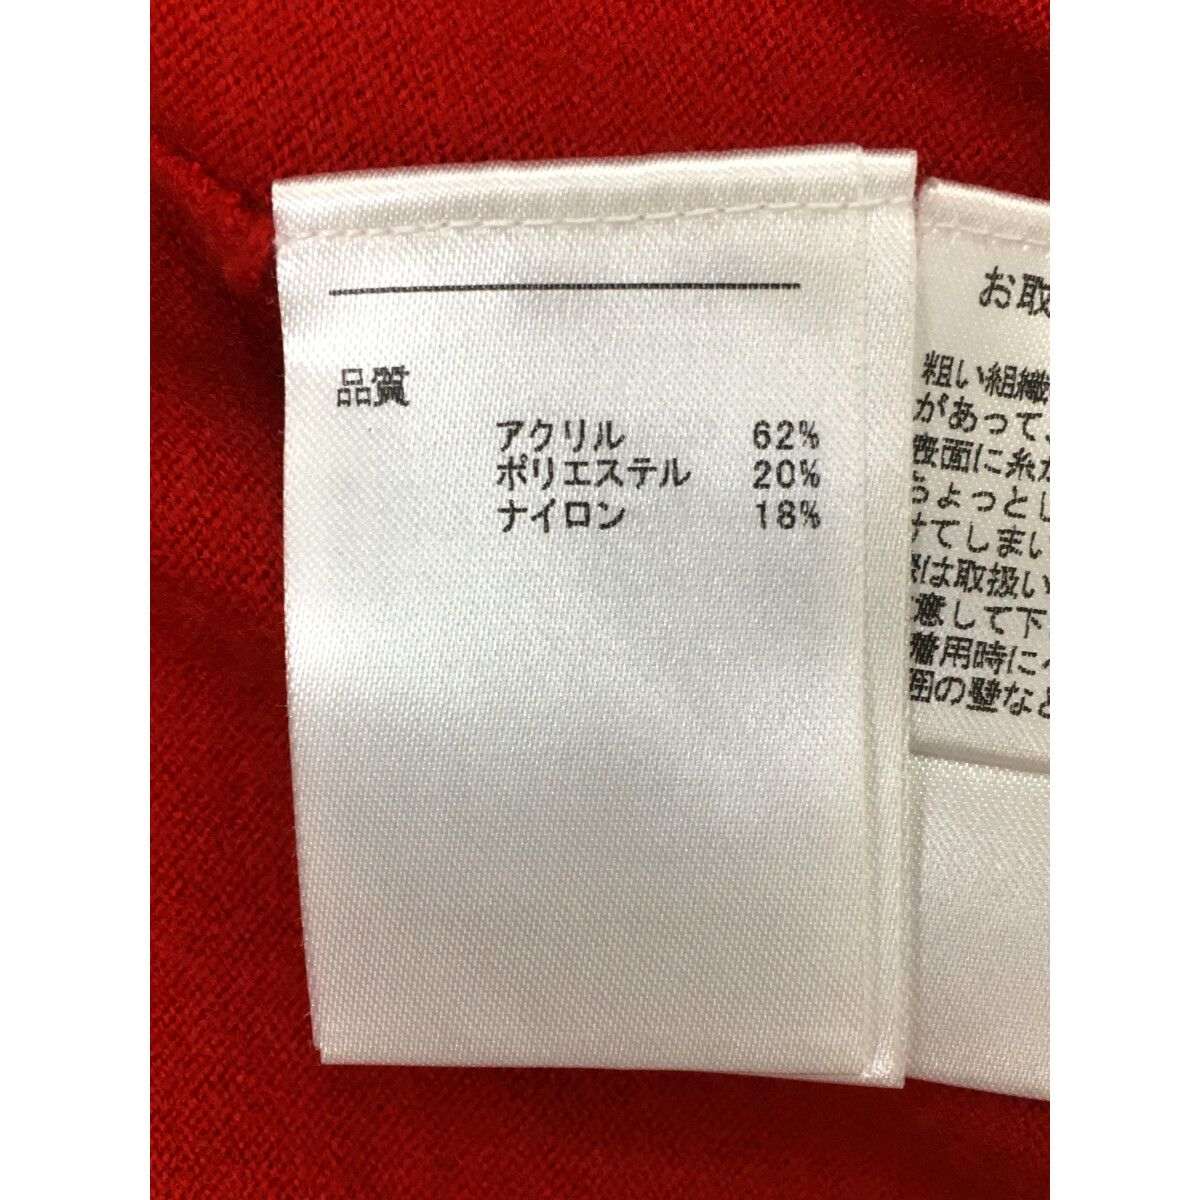 品質
アクリル 62%
ポリエステル 20%
ナイロン 18%
お取
粗い組織
があって、
表面に糸が
ちょっとし
けてしまい
は取扱い
意して下
着用時に
囲の壁など